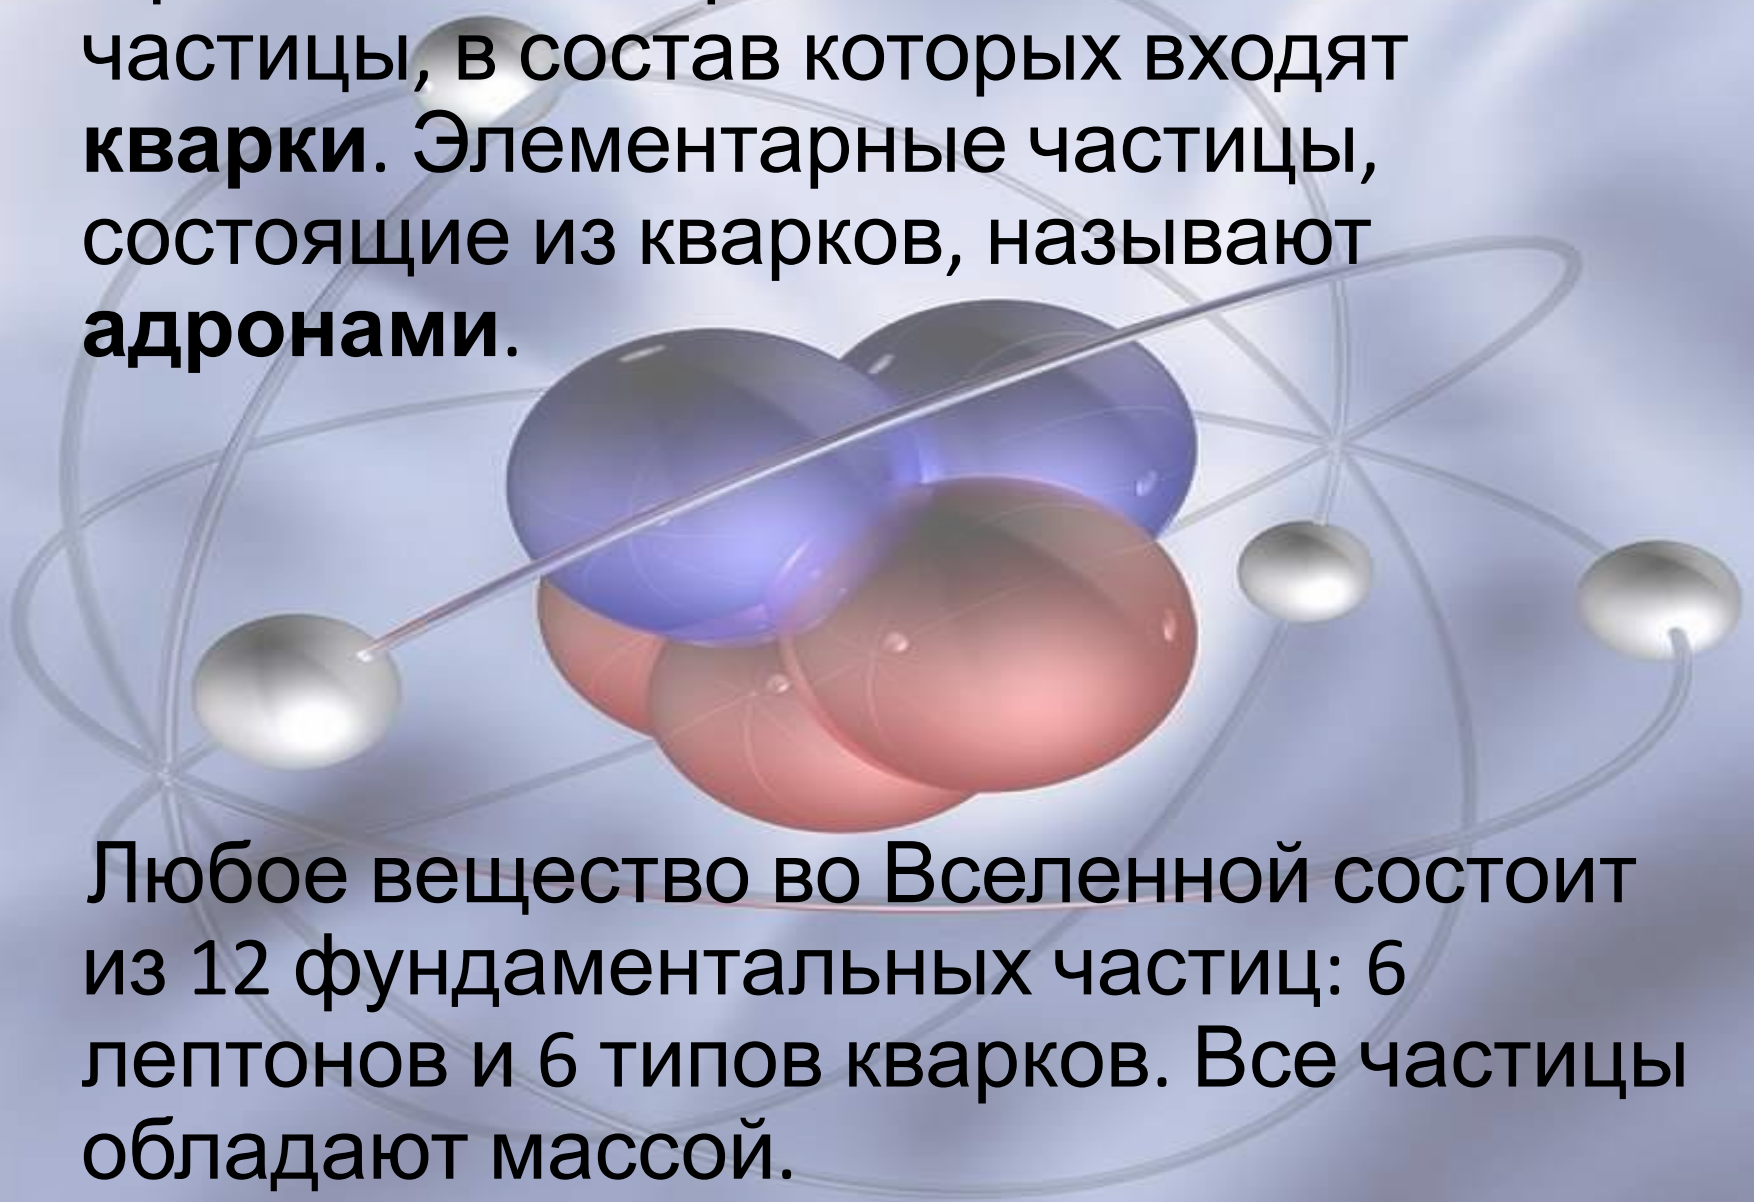 частицы, в состав которых входят
кварки. Элементарные частицы,
состоящие из кварков, называют
адронами.
Любое вещество во Вселенной состоит
из 12 фундаментальных частиц: 6
лептонов и 6 типов кварков. Все частицы
обладают массой.